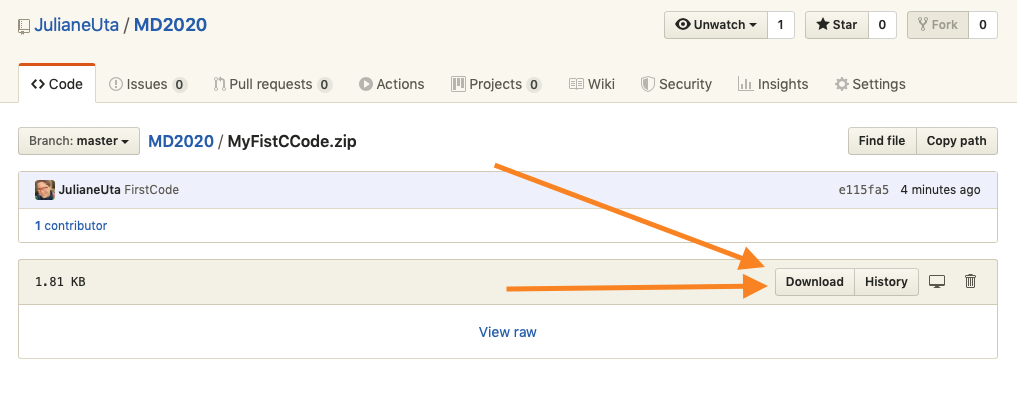 JulianeUta / MD2020 Unwatch 1 Star 0 Fork 0
Code Issues 0 Pull requests 0 Actions Projects 0 Wiki Security Insights Settings
Branch: master MD2020 / MyFistCCode.zip Find file Copy path
JulianeUta FirstCode e115fa5 4 minutes ago
1 contributor
1.81 KB Download History
View raw